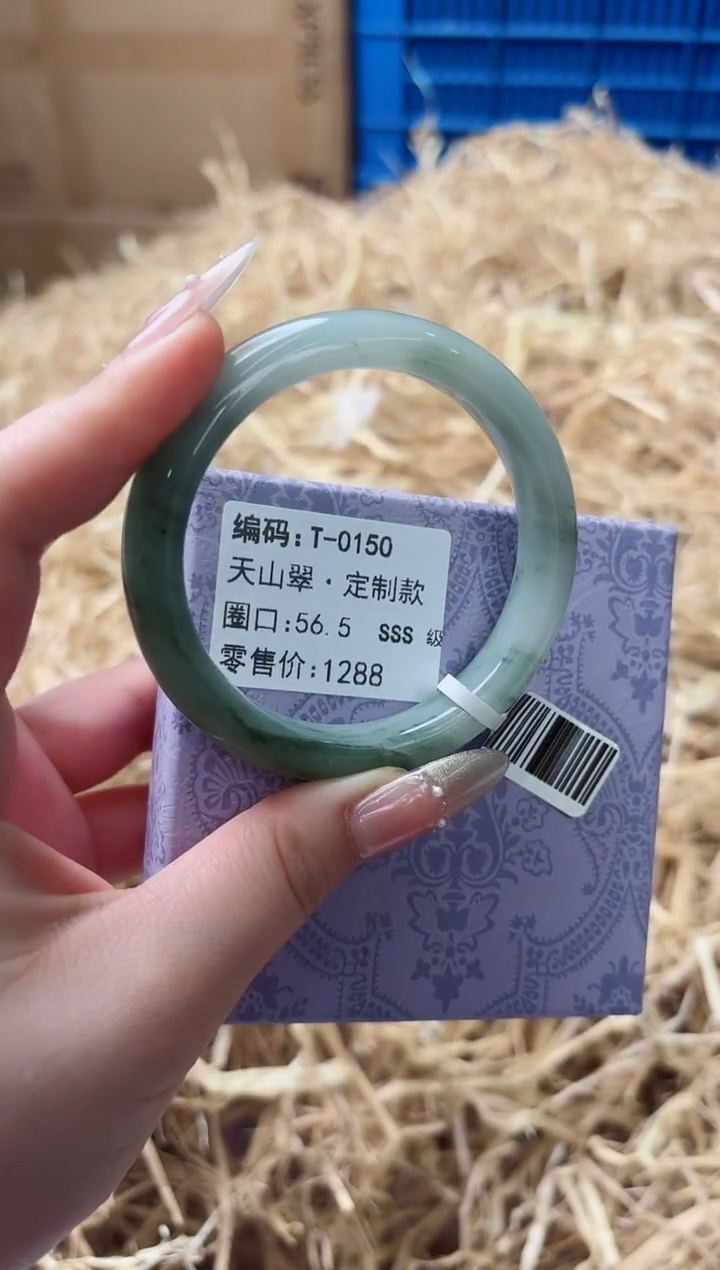 编码:T-0150
天山翠·定制款
圈口:56.5 SSS 级
零售价:1288